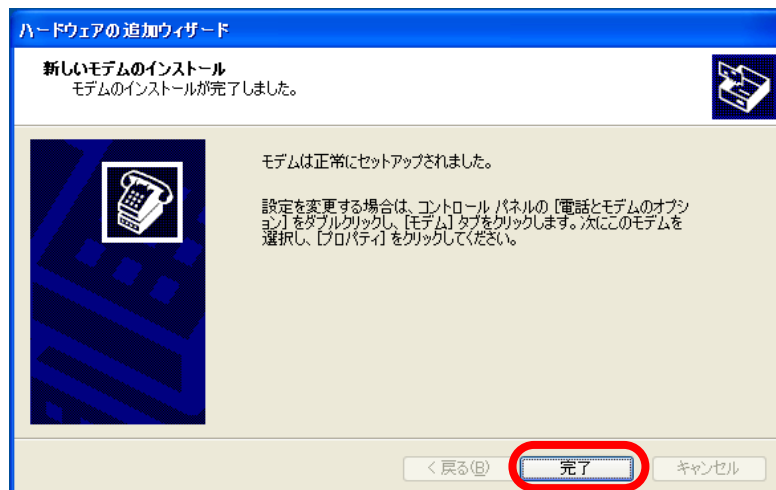 ハードウェアの追加ウィザード
新しいモデムのインストール
モデムのインストールが完了しました。
モデムは正常にセットアップされました。
設定を変更する場合は、コントロール パネルの [電話とモデムのオプシ
ョン] をダブルクリックし、[モデム] タブをクリックします。次にこのモデムを
選択し、[プロパティ] をクリックしてください。
< 戻る(B) 完了 キャンセル